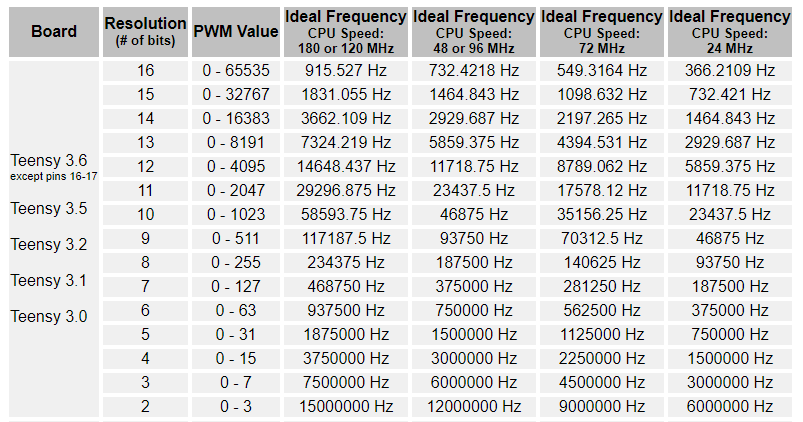 Board Resolution (# of bits) PWM Value Ideal Frequency CPU Speed: 180 or 120 MHz Ideal Frequency CPU Speed: 48 or 96 MHz Ideal Frequency CPU Speed: 72 MHz Ideal Frequency CPU Speed: 24 MHz
16 0 - 65535 915.527 Hz 732.4218 Hz 549.3164 Hz 366.2109 Hz
15 0 - 32767 1831.055 Hz 1464.843 Hz 1098.632 Hz 732.421 Hz
14 0 - 16383 3662.109 Hz 2929.687 Hz 2197.265 Hz 1464.843 Hz
13 0 - 8191 7324.219 Hz 5859.375 Hz 4394.531 Hz 2929.687 Hz
Teensy 3.6
12 0 - 4095 14648.437 Hz 11718.75 Hz 8789.062 Hz 5859.375 Hz
except pins 16-17
11 0 - 2047 29296.875 Hz 23437.5 Hz 17578.12 Hz 11718.75 Hz
Teensy 3.5
10 0 - 1023 58593.75 Hz 46875 Hz 35156.25 Hz 23437.5 Hz
9 0 - 511 117187.5 Hz 93750 Hz 70312.5 Hz 46875 Hz
Teensy 3.2
8 0 - 255 234375 Hz 187500 Hz 140625 Hz 93750 Hz
Teensy 3.1
7 0 - 127 468750 Hz 375000 Hz 281250 Hz 187500 Hz
6 0 - 63 937500 Hz 750000 Hz 562500 Hz 375000 Hz
Teensy 3.0
5 0 - 31 1875000 Hz 1500000 Hz 1125000 Hz 750000 Hz
4 0 - 15 3750000 Hz 3000000 Hz 2250000 Hz 1500000 Hz
3 0 - 7 7500000 Hz 6000000 Hz 4500000 Hz 3000000 Hz
2 0 - 3 15000000 Hz 12000000 Hz 9000000 Hz 6000000 Hz